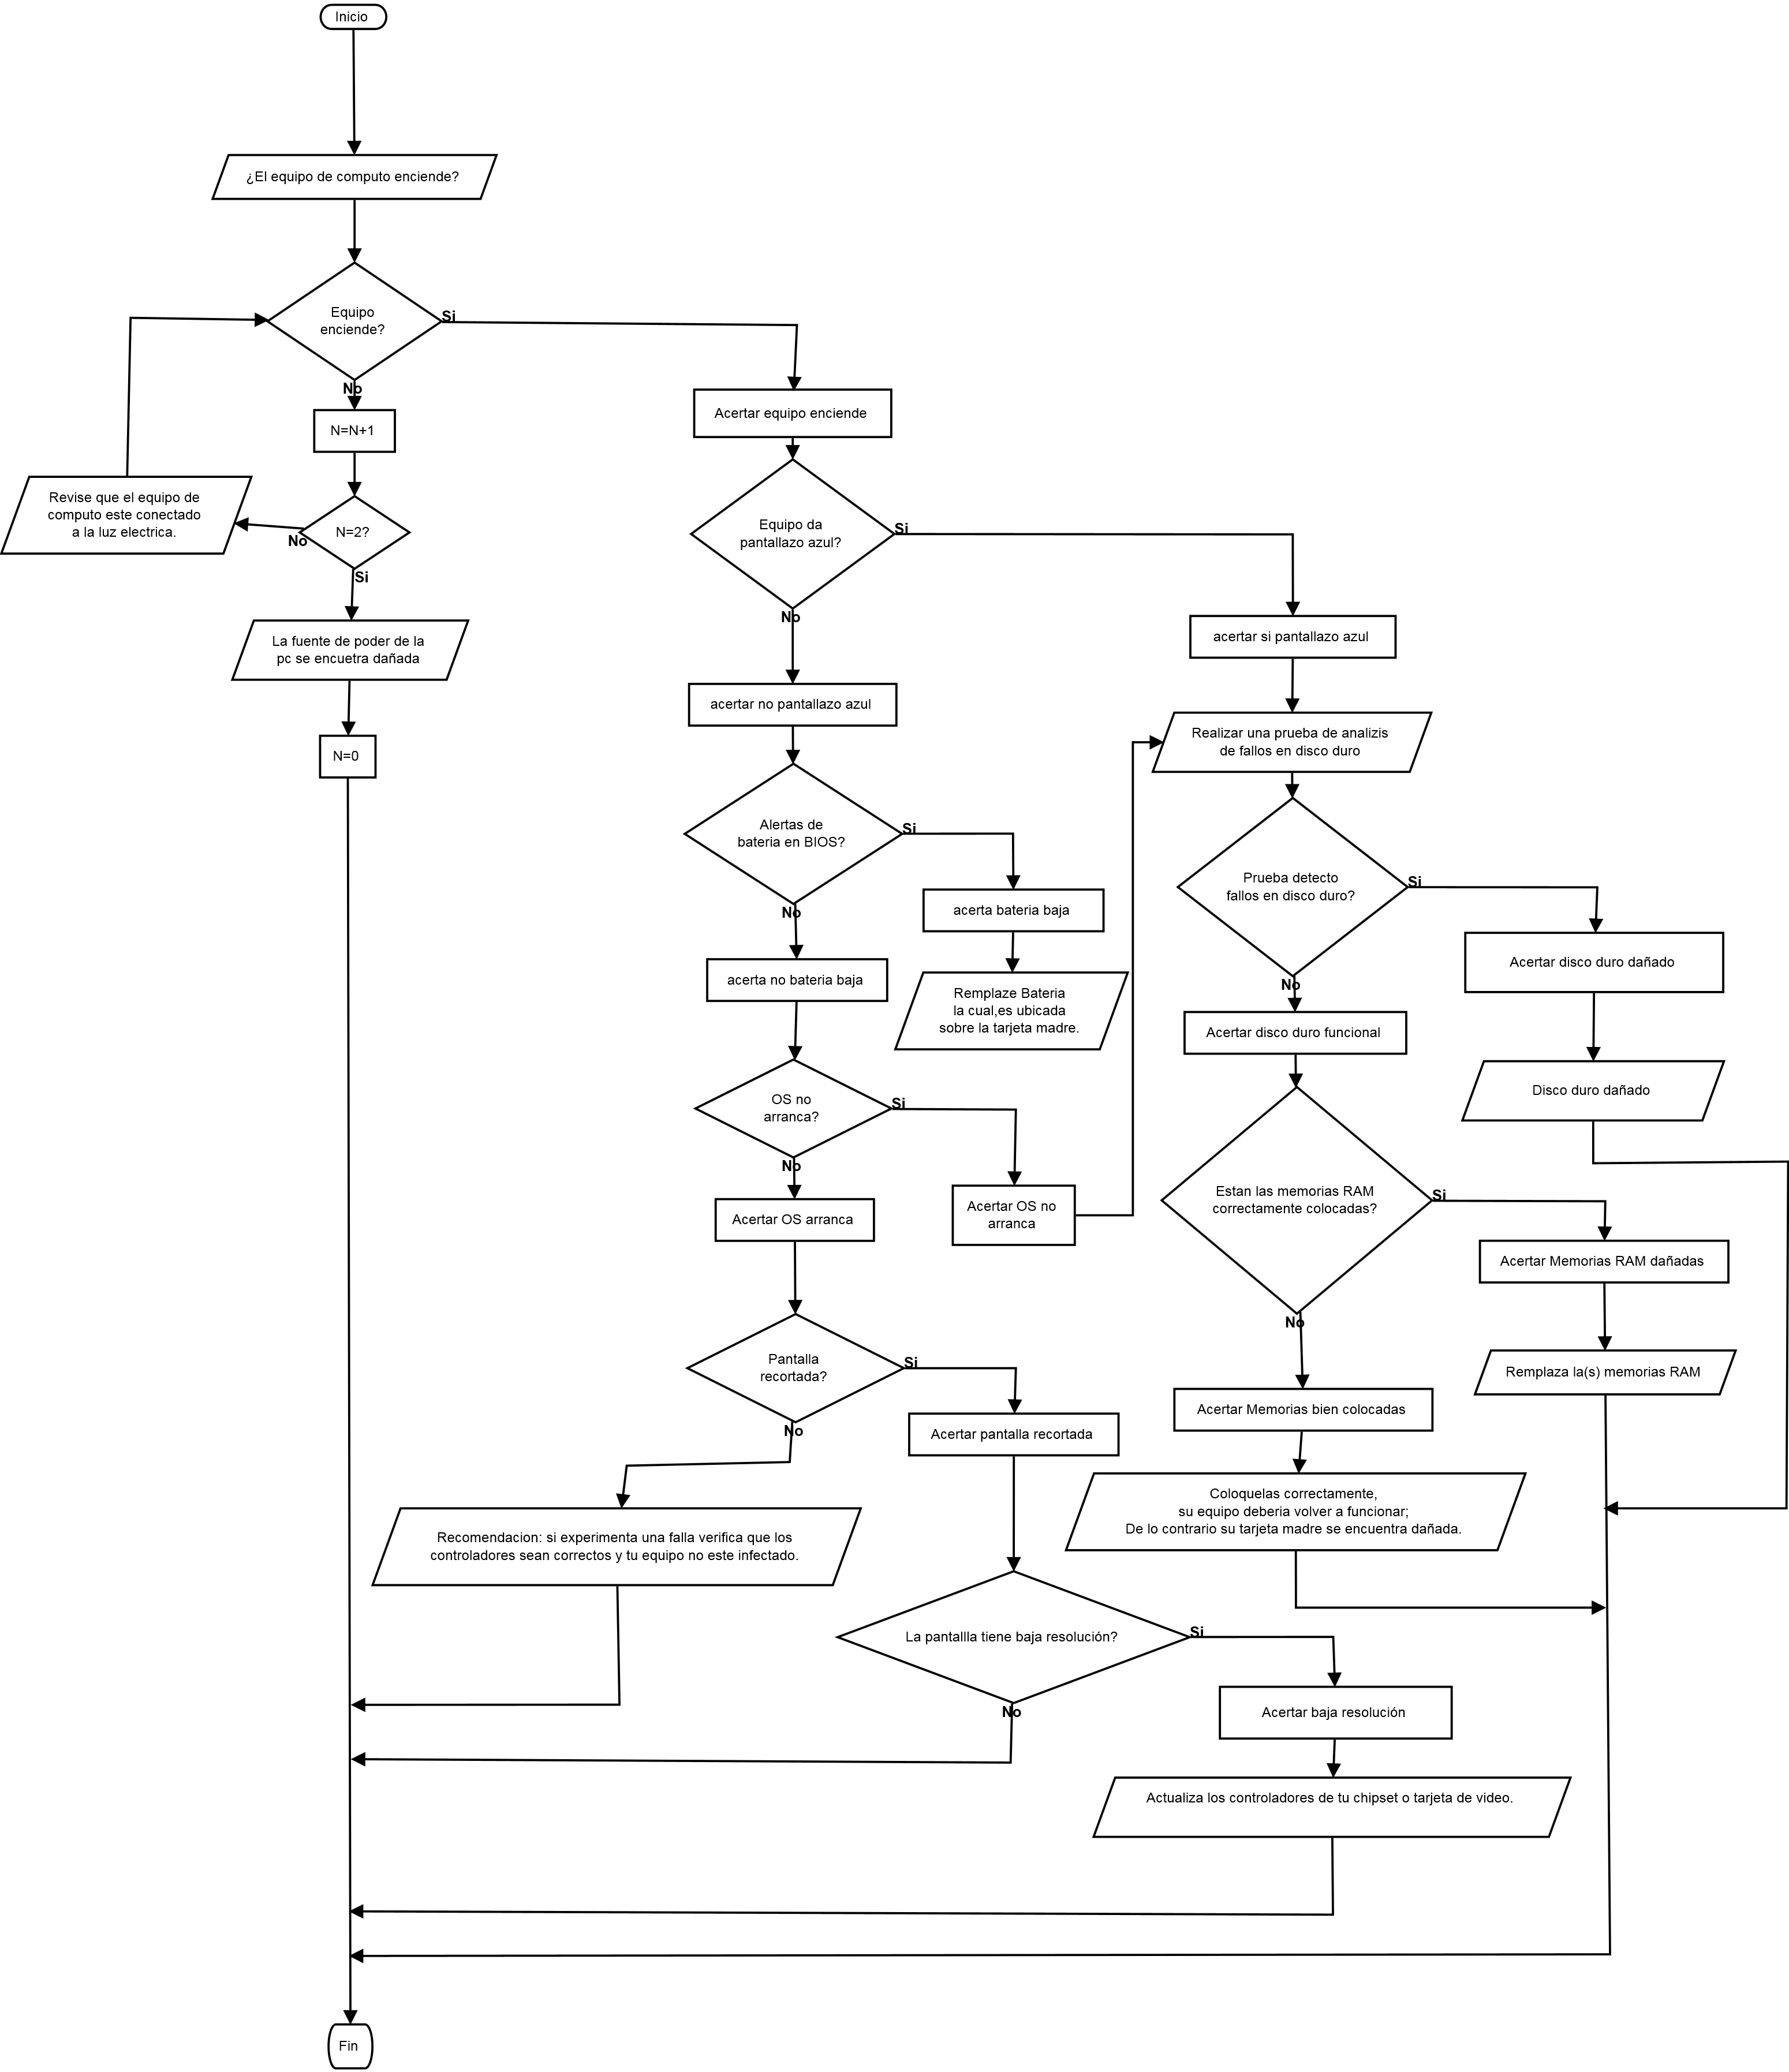 Inicio
¿El equipo de computo enciende?
Equipo
enciende?
Si
No
N=N+1
Revise que el equipo de
computo este conectado
a la luz electrica.
N=2?
No
Si
La fuente de poder de la
pc se encuetra dañada
N=0
Acertar equipo enciende
Equipo da
pantallazo azul?
Si
No
acertar si pantallazo azul
acertar no pantallazo azul
Realizar una prueba de analizis
de fallos en disco duro
Alertas de
bateria en BIOS?
Si
No
acerta bateria baja
Remplaze Bateria
la cual,es ubicada
sobre la tarjeta madre.
acerta no bateria baja
Prueba detecto
fallos en disco duro?
Si
No
Acertar disco duro dañado
Disco duro dañado
Acertar disco duro funcional
OS no
arranca?
Si
No
Acertar OS no
arranca
Acertar OS arranca
Estan las memorias RAM
correctamente colocadas?
Si
No
Acertar Memorias RAM dañadas
Remplaza la(s) memorias RAM
Pantalla
recortada?
Si
No
Acertar pantalla recortada
Acertar Memorias bien colocadas
Coloquelas correctamente,
su equipo deberia volver a funcionar;
De lo contrario su tarjeta madre se encuentra dañada.
Recomendacion: si experimenta una falla verifica que los
controladores sean correctos y tu equipo no este infectado.
La pantallla tiene baja resolución?
Si
No
Acertar baja resolución
Actualiza los controladores de tu chipset o tarjeta de video.
Fin